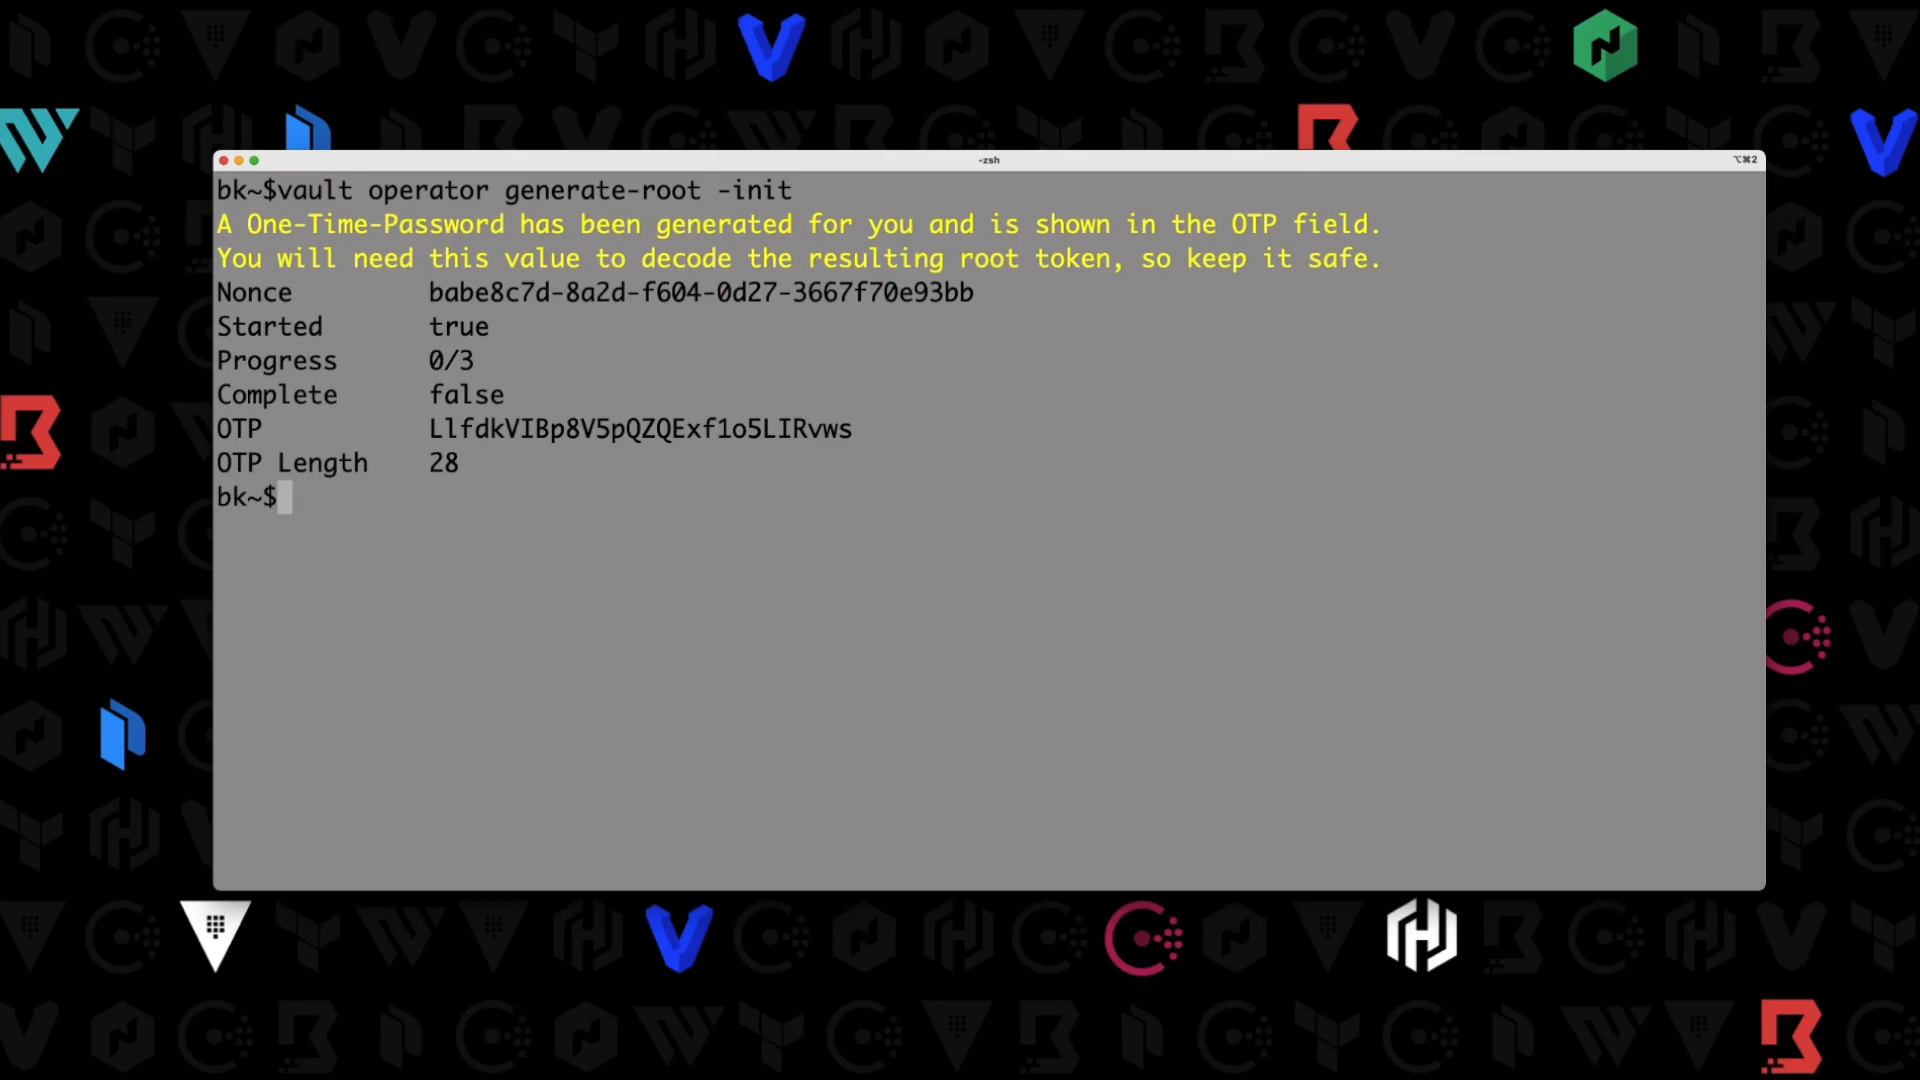 -zsh
⌥⌘2
bk~$vault operator generate-root -init
A One-Time-Password has been generated for you and is shown in the OTP field.
You will need this value to decode the resulting root token, so keep it safe.
Nonce babe8c7d-8a2d-f604-0d27-3667f70e93bb
Started true
Progress 0/3
Complete false
OTP LlfdkVIBp8V5pQZQExf1o5LIRvws
OTP Length 28
bk~$